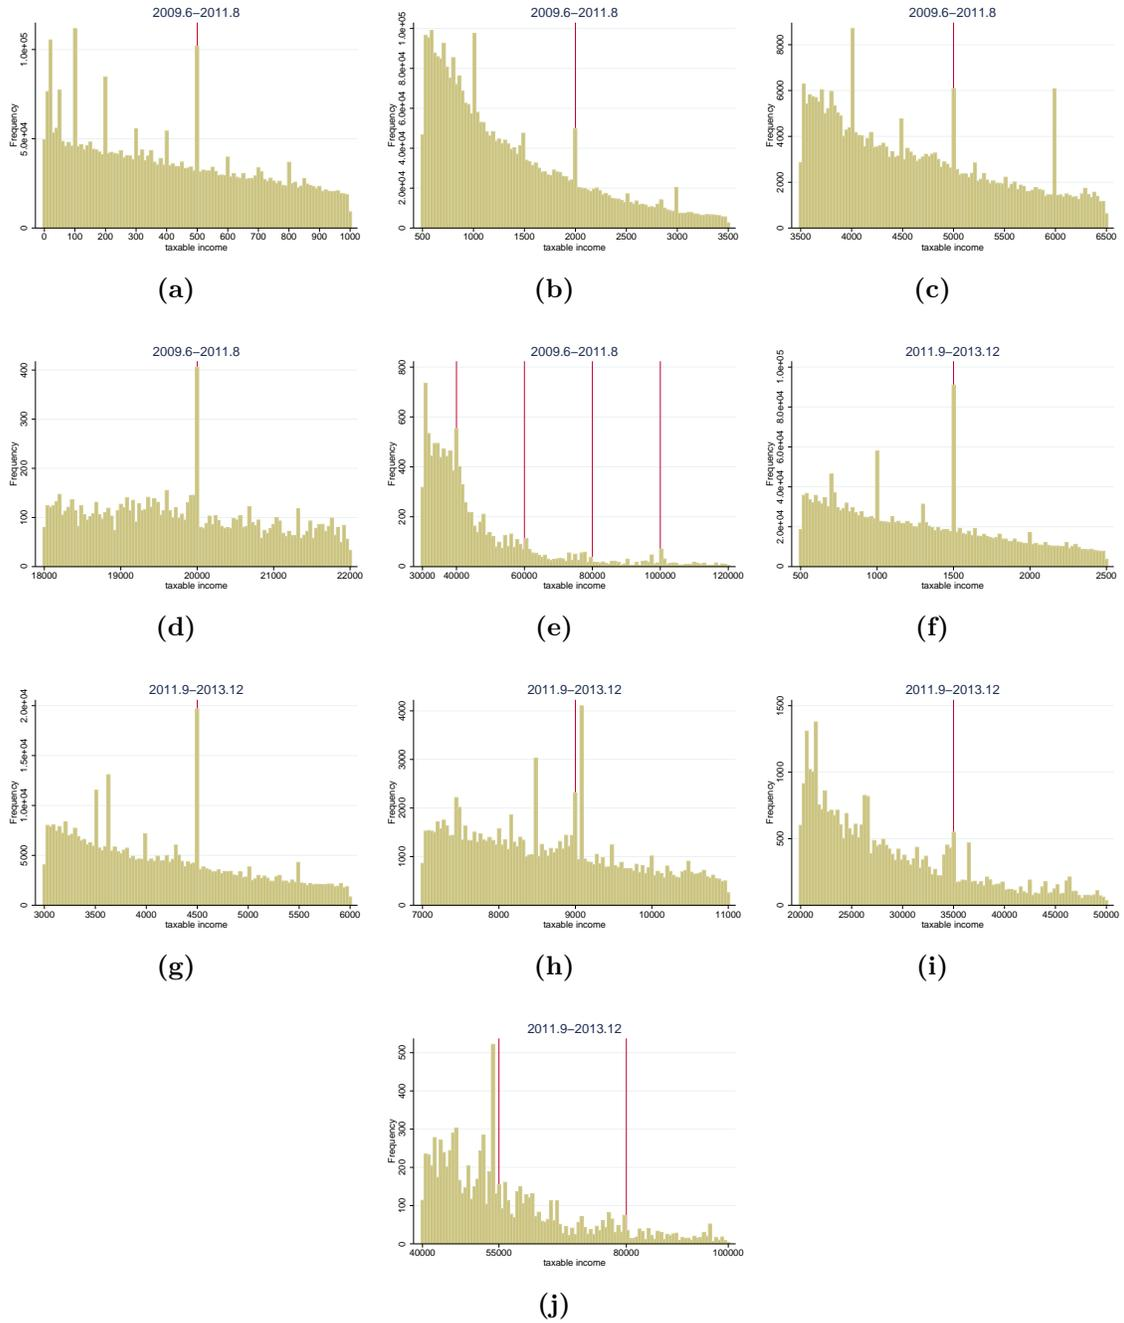 2009.6–2011.8
Frequency
0 5.0e+04 1.0e+05
0 100 200 300 400 500 600 700 800 900 1000
taxable income
(a)
2009.6–2011.8
Frequency
0 2.0e+04 4.0e+04 6.0e+04 8.0e+04 1.0e+05
500 1000 1500 2000 2500 3000 3500
taxable income
(b)
2009.6–2011.8
Frequency
0 2000 4000 6000 8000
3500 4000 4500 5000 5500 6000 6500
taxable income
(c)
2009.6–2011.8
Frequency
0 100 200 300 400
18000 19000 20000 21000 22000
taxable income
(d)
2009.6–2011.8
Frequency
0 200 400 600 800
30000 40000 60000 80000 100000 120000
taxable income
(e)
2011.9–2013.12
Frequency
0 2.0e+04 4.0e+04 6.0e+04 8.0e+04 1.0e+05
500 1000 1500 2000 2500
taxable income
(f)
2011.9–2013.12
Frequency
0 5000 1.0e+04 1.5e+04 2.0e+04
3000 3500 4000 4500 5000 5500 6000
taxable income
(g)
2011.9–2013.12
Frequency
0 1000 2000 3000 4000
7000 8000 9000 10000 11000
taxable income
(h)
2011.9–2013.12
Frequency
0 500 1000 1500
20000 25000 30000 35000 40000 45000 50000
taxable income
(i)
2011.9–2013.12
Frequency
0 100 200 300 400 500
40000 55000 80000 100000
taxable income
(j)